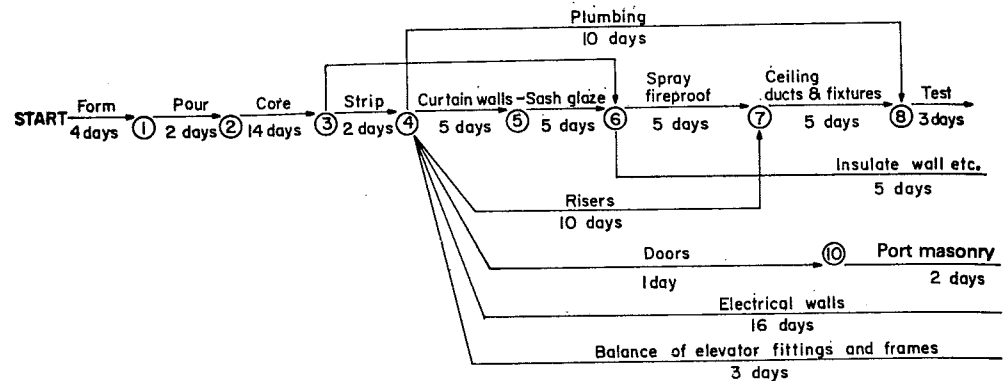 Plumbing
10 days
Form
Pour
Core
Strip
Curtain walls – Sash glaze
Spray
fireproof
Ceiling
ducts & fixtures
Test
START
4 days
1
2 days
2
14 days
3
2 days
4
5 days
5
5 days
6
5 days
7
5 days
8
3 days
Insulate wall etc.
5 days
Risers
10 days
Doors
1 day
10
Port masonry
2 days
Electrical walls
16 days
Balance of elevator fittings and frames
3 days